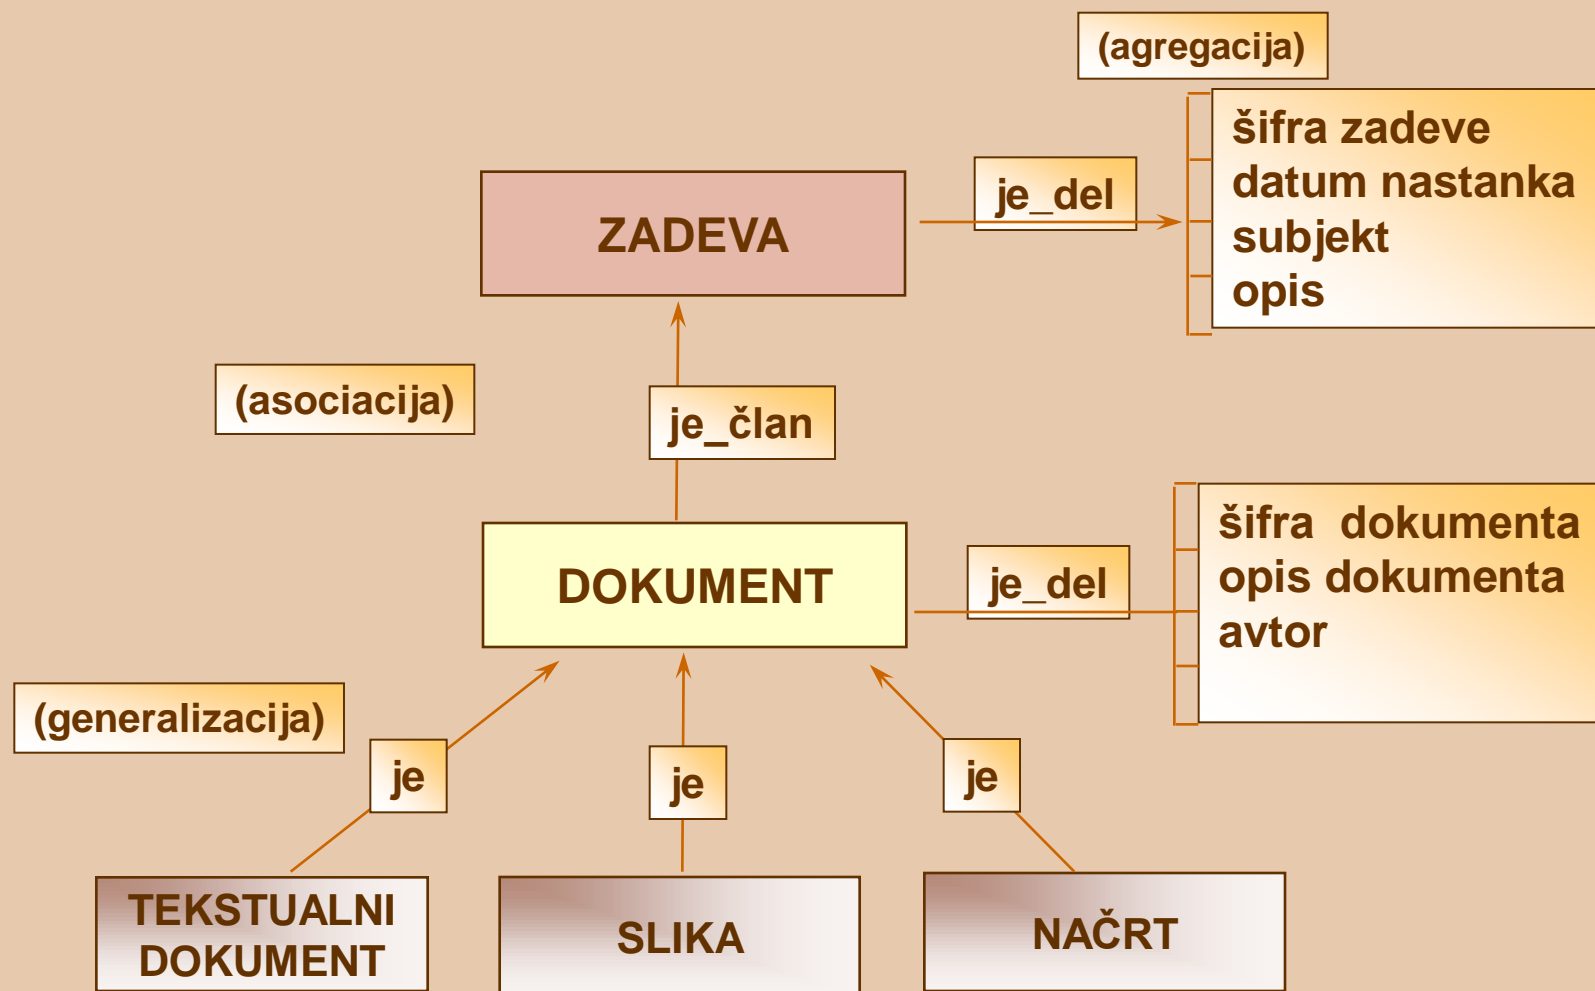 (agregacija)
šifra zadeve
datum nastanka
subjekt
opis
je_del
ZADEVA
(asociacija)
je_član
šifra  dokumenta
opis dokumenta
avtor
je_del
DOKUMENT
(generalizacija)
je
je
je
TEKSTUALNI
DOKUMENT
SLIKA
NAČRT